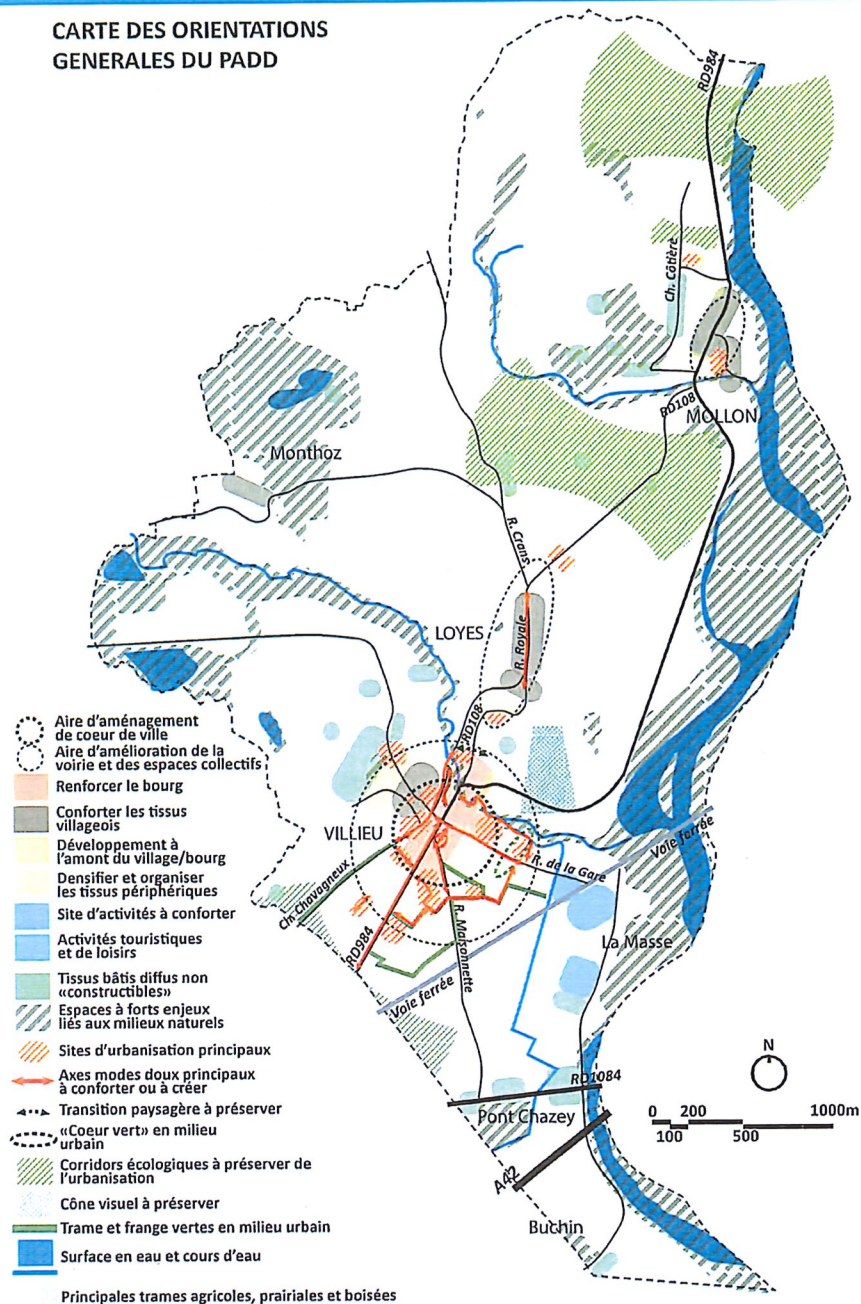 CARTE DES ORIENTATIONS
GENERALES DU PADD
RD984
Ch. Cotière
RD108
MOLLON
Monthoz
R. Crans
LOYES
R. Royale
RD108
VILLIEU
R. de la Gare
Voie ferrée
Ch. Chavagneux
RD984
R. Maisonnette
La Masse
Voie ferrée
RD1084
Pont Chazey
A42
Buchin
N
0 200 1000m
100 500
Aire d'aménagement
de coeur de ville
Aire d'amélioration de la
voirie et des espaces collectifs
Renforcer le bourg
Conforter les tissus
villageois
Développement à
l'amont du village/bourg
Densifier et organiser
les tissus périphériques
Site d'activités à conforter
Activités touristiques
et de loisirs
Tissus bâtis diffus non
«constructibles»
Espaces à forts enjeux
liés aux milieux naturels
Sites d'urbanisation principaux
Axes modes doux principaux
à conforter ou à créer
Transition paysagère à préserver
«Coeur vert» en milieu
urbain
Corridors écologiques à préserver de
l'urbanisation
Cône visuel à préserver
Trame et frange vertes en milieu urbain
Surface en eau et cours d'eau
Principales trames agricoles, prairiales et boisées